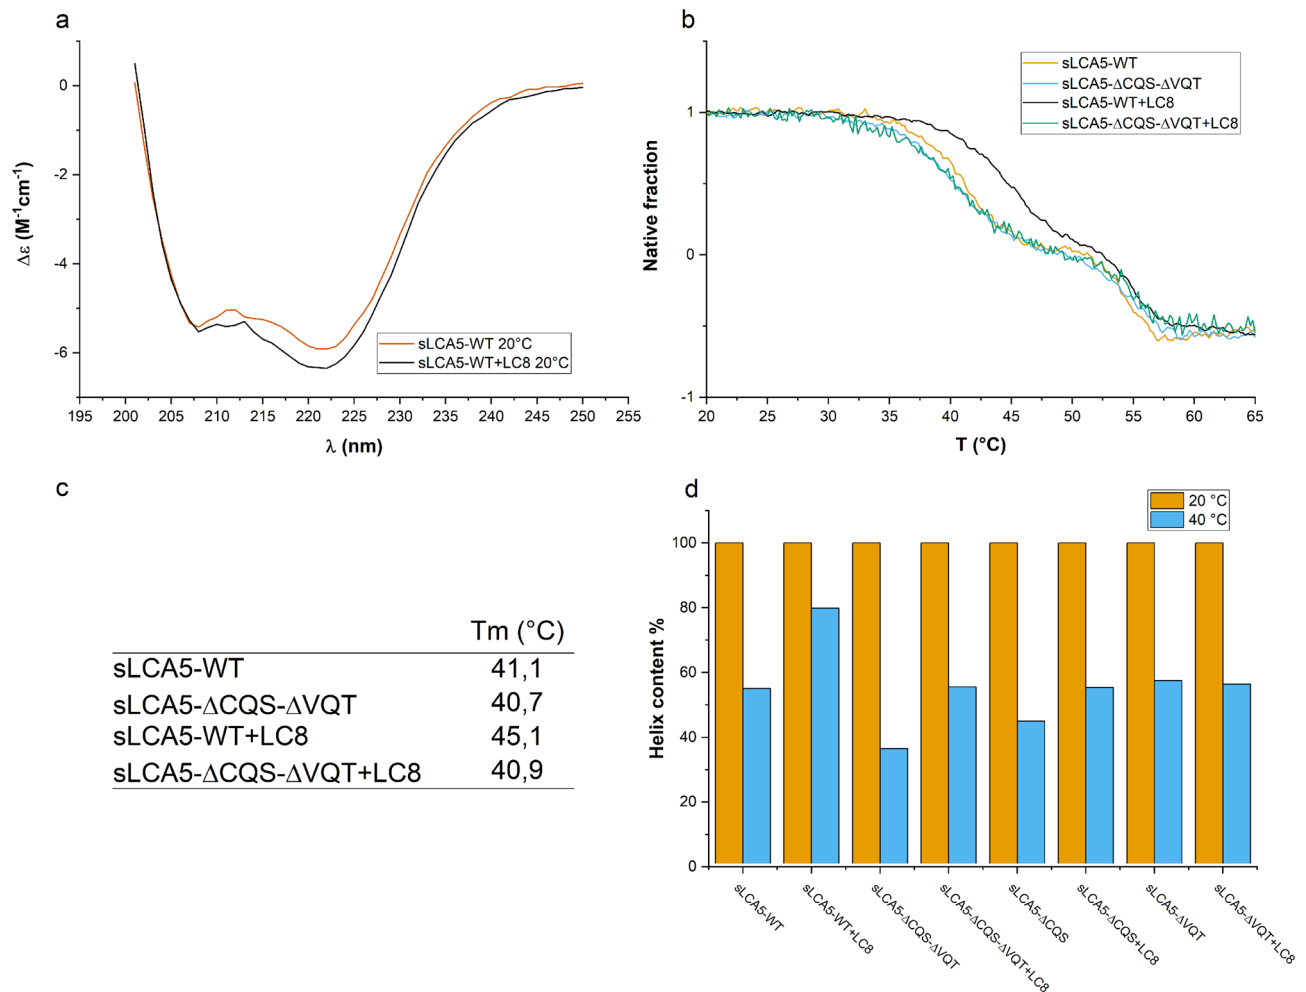 a
Δε (M⁻¹cm⁻¹)
0
-2
-4
-6
sLCA5-WT 20°C
sLCA5-WT+LC8 20°C
195 200 205 210 215 220 225 230 235 240 245 250 255
λ (nm)
b
Native fraction
1
0
-1
sLCA5-WT
sLCA5-ΔCQS-ΔVQT
sLCA5-WT+LC8
sLCA5-ΔCQS-ΔVQT+LC8
20 25 30 35 40 45 50 55 60 65
T (°C)
c
Tm (°C)
sLCA5-WT 41,1
sLCA5-ΔCQS-ΔVQT 40,7
sLCA5-WT+LC8 45,1
sLCA5-ΔCQS-ΔVQT+LC8 40,9
d
20 °C
40 °C
Helix content %
100
80
60
40
20
0
sLCA5-WT
sLCA5-WT+LC8
sLCA5-ΔCQS-ΔVQT
sLCA5-ΔCQS-ΔVQT+LC8
sLCA5-ΔCQS
sLCA5-ΔCQS+LC8
sLCA5-ΔVQT
sLCA5-ΔVQT+LC8